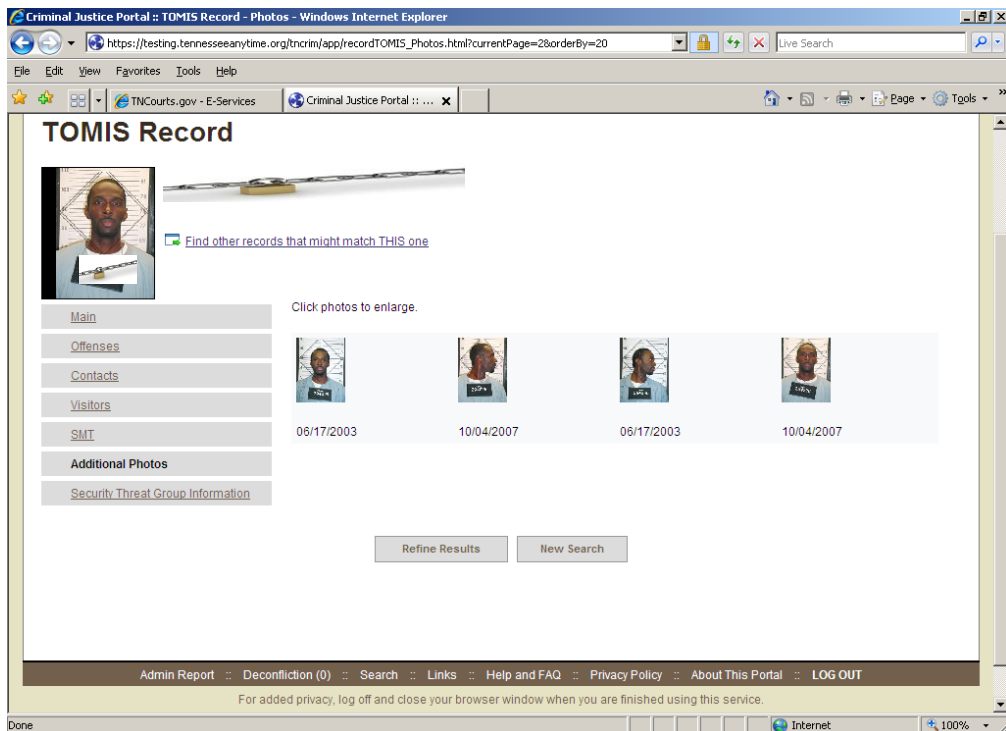 Criminal Justice Portal :: TOMIS Record - Photos - Windows Internet Explorer
https://testing.tennesseeanytime.org/tncrim/app/recordTOMIS_Photos.html?currentPage=2&orderBy=20
Live Search
File Edit View Favorites Tools Help
TNCourts.gov - E-Services
Criminal Justice Portal :: ...
Page Tools
TOMIS Record
Find other records that might match THIS one
Click photos to enlarge.
Main
Offenses
Contacts
Visitors
SMT
Additional Photos
Security Threat Group Information
06/17/2003 10/04/2007 06/17/2003 10/04/2007
Refine Results New Search
Admin Report :: Deconfliction (0) :: Search :: Links :: Help and FAQ :: Privacy Policy :: About This Portal :: LOG OUT
For added privacy, log off and close your browser window when you are finished using this service.
Done Internet 100%